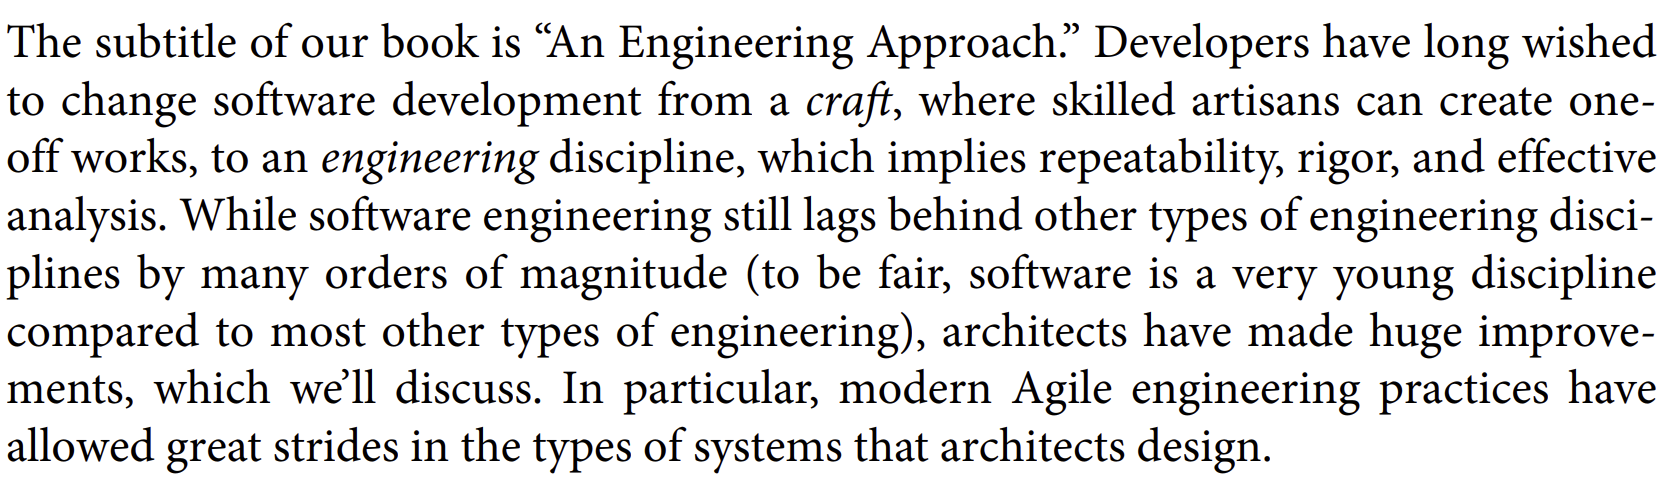 The subtitle of our book is “An Engineering Approach.” Developers have long wished
to change software development from a craft, where skilled artisans can create one-
off works, to an engineering discipline, which implies repeatability, rigor, and effective
analysis. While software engineering still lags behind other types of engineering disci-
plines by many orders of magnitude (to be fair, software is a very young discipline
compared to most other types of engineering), architects have made huge improve-
ments, which we’ll discuss. In particular, modern Agile engineering practices have
allowed great strides in the types of systems that architects design.